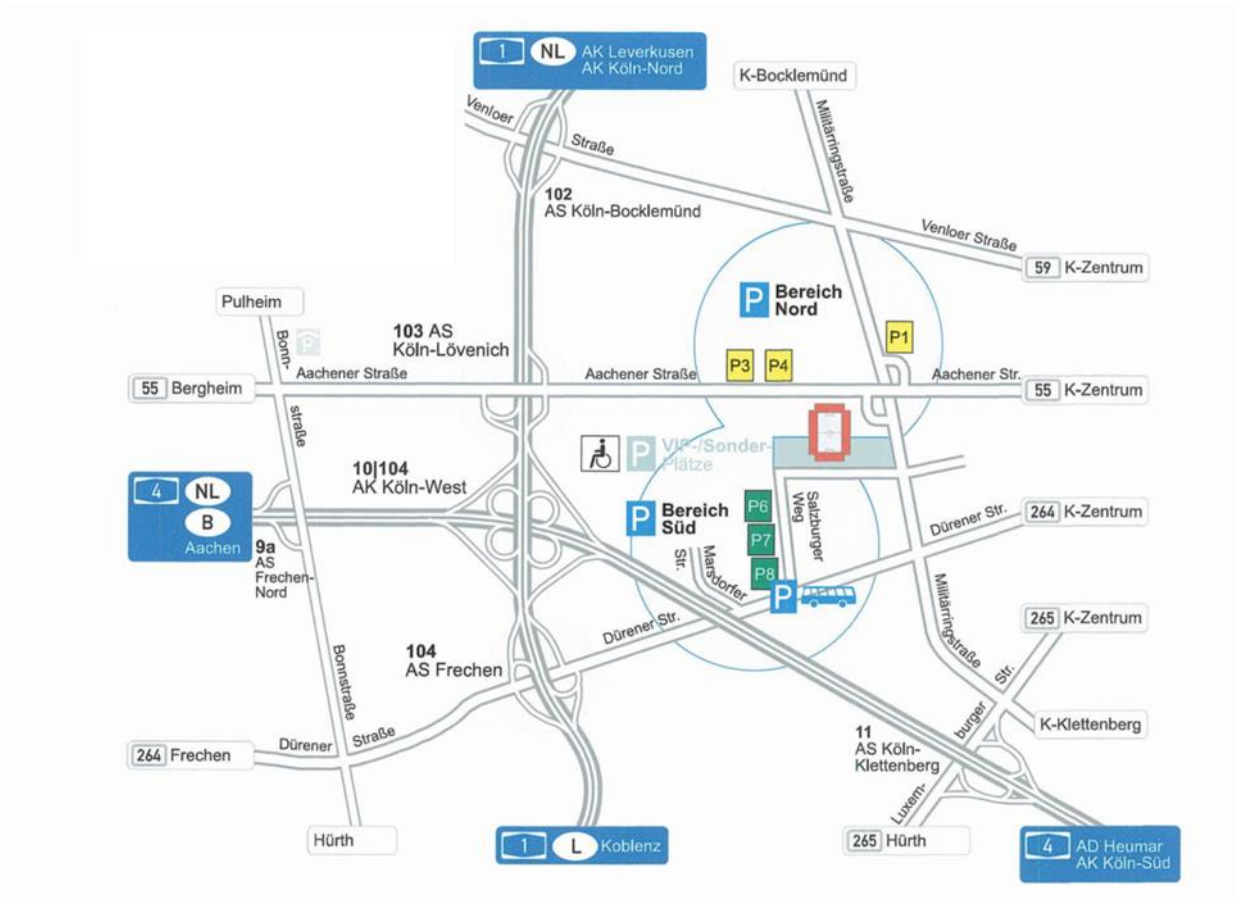 1 NL AK Leverkusen
AK Köln-Nord
K-Bocklemünd
Venloer
Straße
Militärringstraße
102
AS Köln-Bocklemünd
Venloer Straße
59 K-Zentrum
Pulheim
P Bereich
Nord
Bonn-
straße
103 AS
Köln-Lövenich
P1
P3
P4
Aachener Straße
Aachener Straße
Aachener Str.
55 Bergheim
55 K-Zentrum
P VIP-/Sonder-
Plätze
10|104
AK Köln-West
4 NL
B
Aachen
P Bereich
Süd
P6
P7
P8
Salzburger
Weg
Dürener Str.
264 K-Zentrum
9a
AS
Frechen-
Nord
Marsdorfer
Str.
P
Militärringstraße
265 K-Zentrum
Dürener Str.
104
AS Frechen
Bonnstraße
Luxem-
burger
Str.
K-Klettenberg
11
AS Köln-
Klettenberg
264 Frechen
Dürener
Straße
Hürth
1 L Koblenz
265 Hürth
4 AD Heumar
AK Köln-Süd